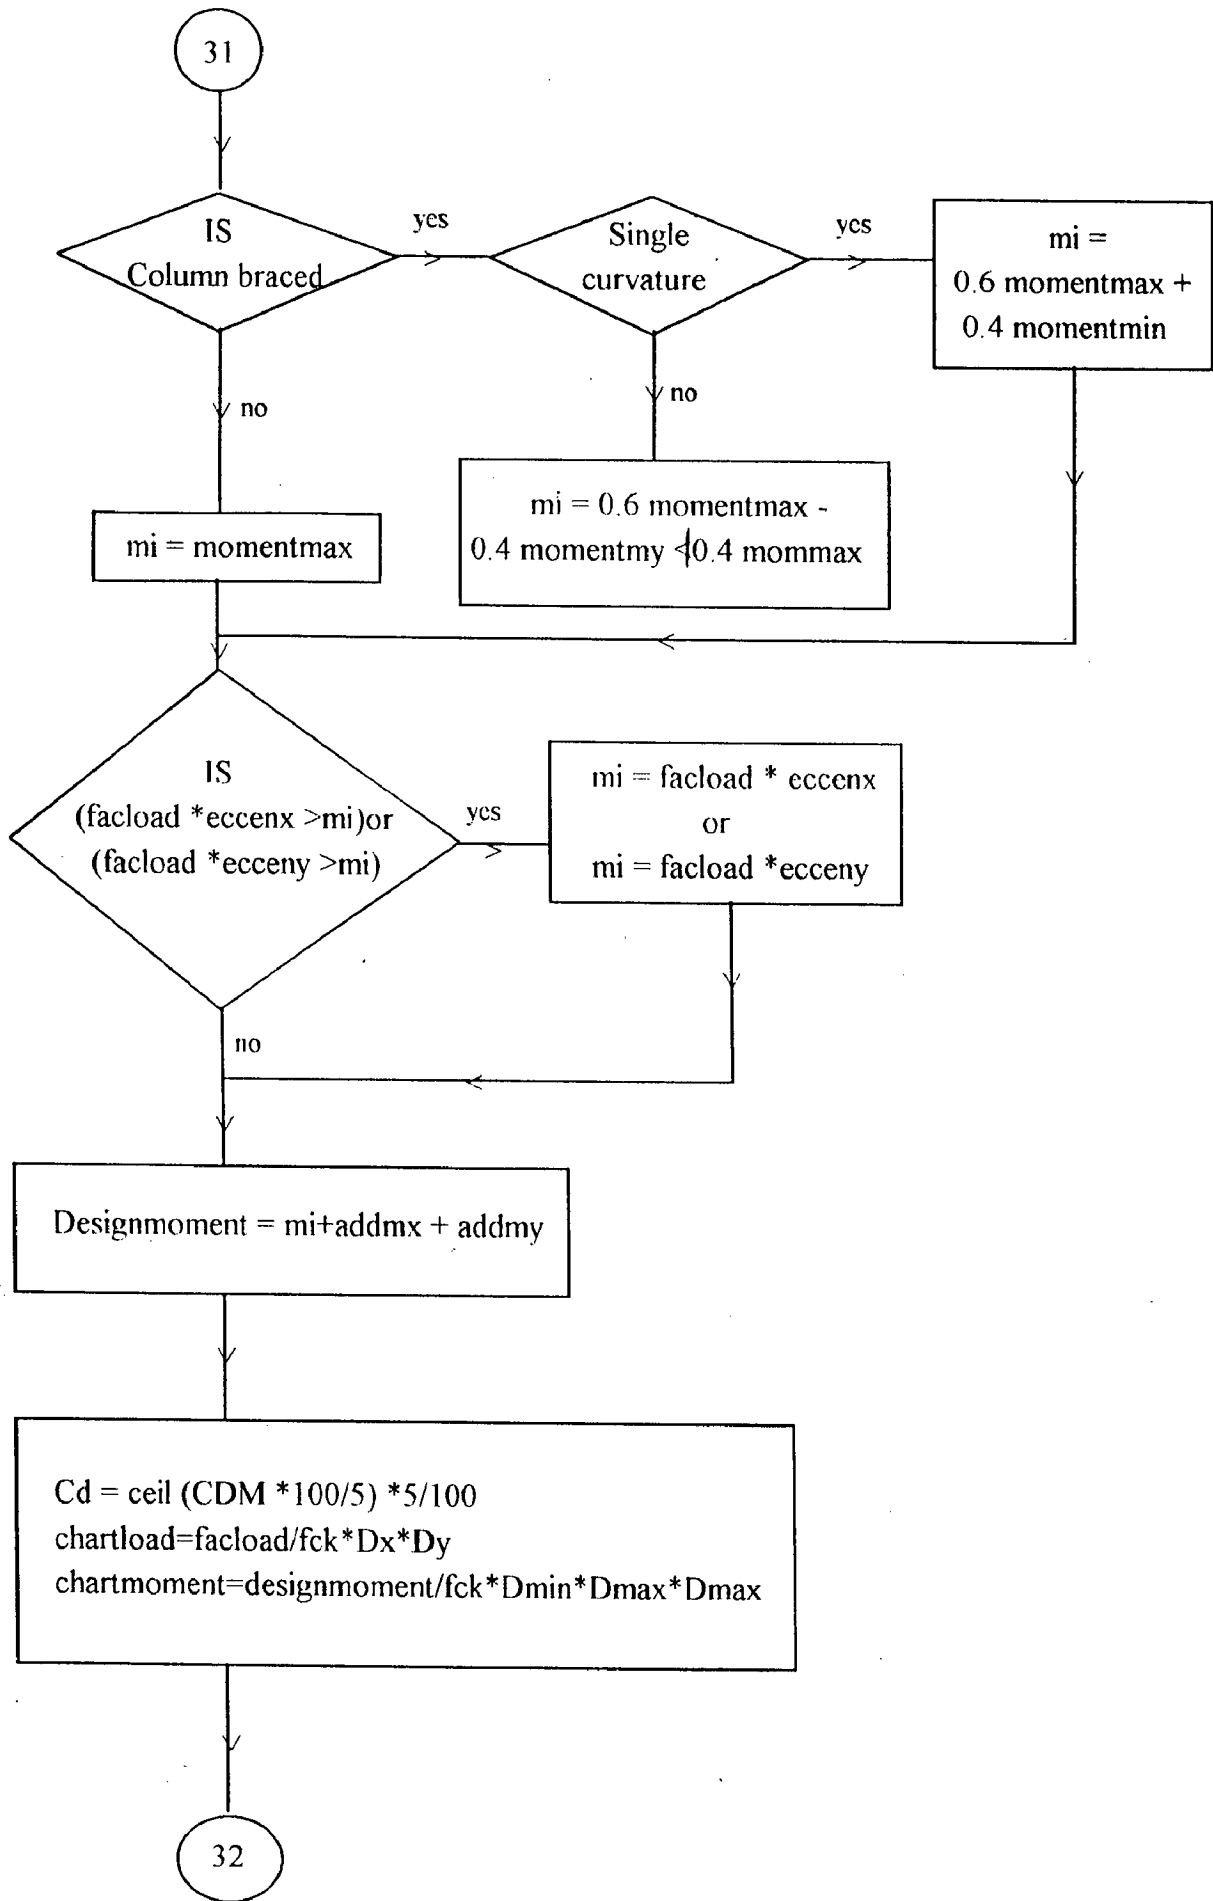 31
IS
Column braced
yes
Single
curvature
yes
mi =
0.6 momentmax +
0.4 momentmin
no
no
mi = 0.6 momentmax -
0.4 momentmy ≮0.4 mommax
mi = momentmax
IS
(facload *eccenx >mi)or
(facload *ecceny >mi)
yes
mi = facload * eccenx
or
mi = facload *ecceny
no
Designmoment = mi+addmx + addmy
Cd = ceil (CDM *100/5) *5/100
chartload=facload/fck*Dx*Dy
chartmoment=designmoment/fck*Dmin*Dmax*Dmax
32